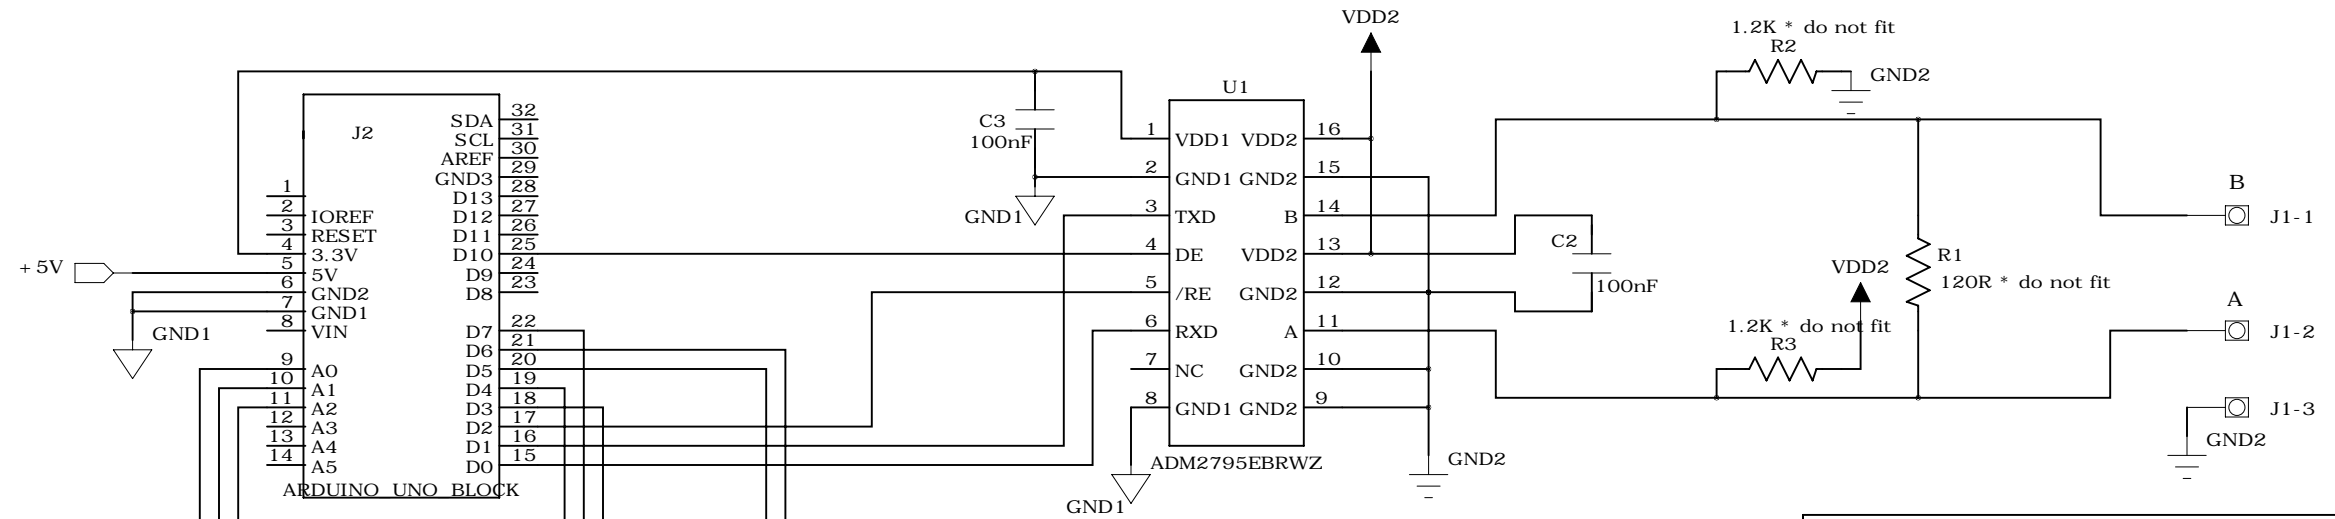 VDD2
1.2K * do not fit
R2
GND2
U1
C3
100nF
GND1
J2
ARDUINO UNO BLOCK
+5V
GND1
1
2 IOREF
3 RESET
4 3.3V
5 5V
6 GND2
7 GND1
8 VIN
9 A0
10 A1
11 A2
12 A3
13 A4
14 A5
SDA 32
SCL 31
AREF 30
GND3 29
D13 28
D12 27
D11 26
D10 25
D9 24
D8 23
D7 22
D6 21
D5 20
D4 19
D3 18
D2 17
D1 16
D0 15
1 VDD1 VDD2 16
2 GND1 GND2 15
3 TXD B 14
4 DE VDD2 13
5 /RE GND2 12
6 RXD A 11
7 NC GND2 10
8 GND1 GND2 9
ADM2795EBRWZ
GND1
GND2
C2
100nF
R1
120R * do not fit
VDD2
1.2K * do not fit
R3
B
J1-1
A
J1-2
J1-3
GND2